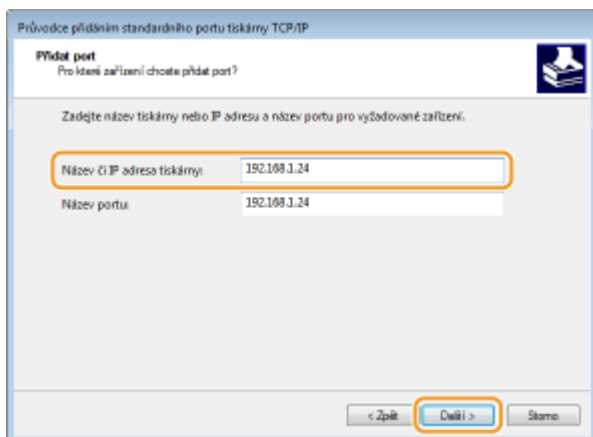 Průvodce přidáním standardního portu tiskárny TCP/IP
Přidat port
Pro které zařízení chcete přidat port?
Zadejte název tiskárny nebo IP adresu a název portu pro vyžadované zařízení.
Název či IP adresa tiskárny: 192.168.1.24
Název portu: 192.168.1.24
< Zpět Další > Storno